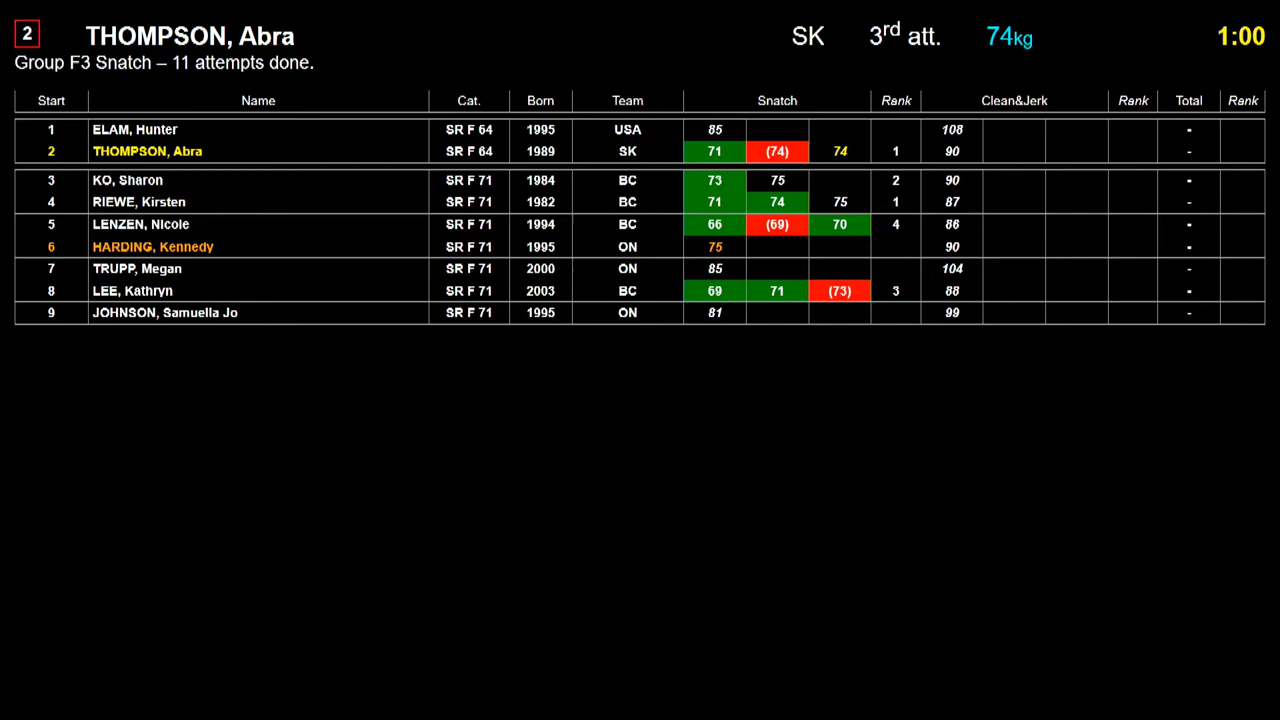 2 THOMPSON, Abra SK 3rd att. 74kg 1:00
Group F3 Snatch – 11 attempts done.
Start Name Cat. Born Team Snatch Rank Clean&Jerk Rank Total Rank
1 ELAM, Hunter SR F 64 1995 USA 85 108 -
2 THOMPSON, Abra SR F 64 1989 SK 71 (74) 74 1 90 -
3 KO, Sharon SR F 71 1984 BC 73 75 2 90 -
4 RIEWE, Kirsten SR F 71 1982 BC 71 74 75 1 87 -
5 LENZEN, Nicole SR F 71 1994 BC 66 (69) 70 4 86 -
6 HARDING, Kennedy SR F 71 1995 ON 75 90 -
7 TRUPP, Megan SR F 71 2000 ON 85 104 -
8 LEE, Kathryn SR F 71 2003 BC 69 71 (73) 3 88 -
9 JOHNSON, Samuella Jo SR F 71 1995 ON 81 99 -